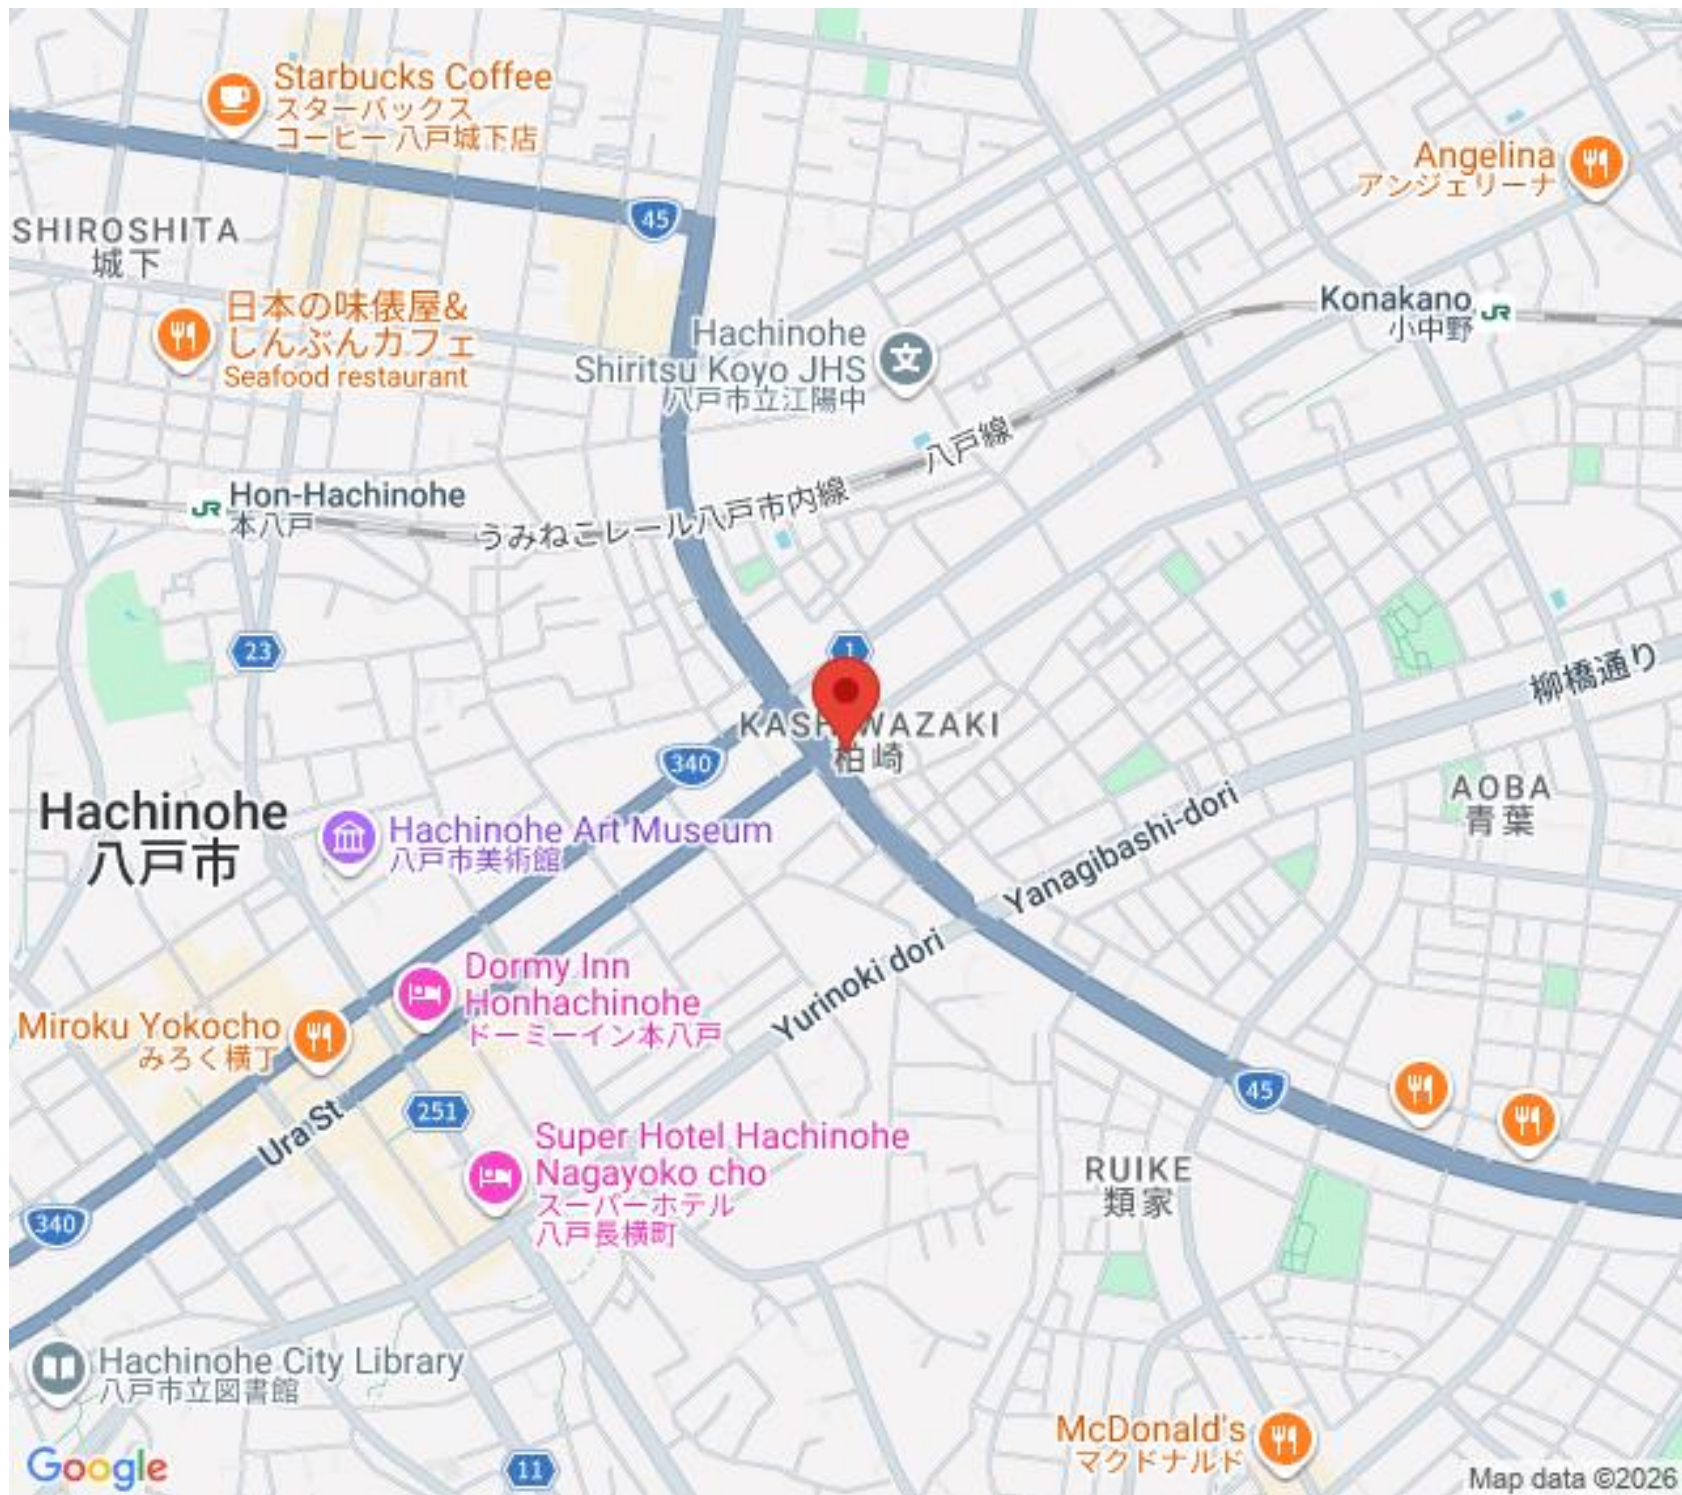 Starbucks Coffee
スターバックス
コーヒー 八戸城下店
Angelina
アンジェリーナ
45
SHIROSHITA
城下
日本の味俵屋&
しんぶんカフェ
Seafood restaurant
Hachinohe
Shiritsu Koyo JHS
八戸市立江陽中
文
Konakano
小中野
JR
JR
Hon-Hachinohe
本八戸
うみねこレール八戸市内線
八戸線
23
1
KASHIWAZAKI
柏崎
340
柳橋通り
Hachinohe
八戸市
Hachinohe Art Museum
八戸市美術館
AOBA
青葉
Yanagibashi-dori
Yurinoki dori
Dormy Inn
Honhachinohe
ドーミーイン本八戸
Miroku Yokocho
みろく横丁
Ura St
251
45
Super Hotel Hachinohe
Nagayoko cho
スーパーホテル
八戸長横町
RUIKE
類家
340
Hachinohe City Library
八戸市立図書館
McDonald's
マクドナルド
11
Google
Map data ©2026